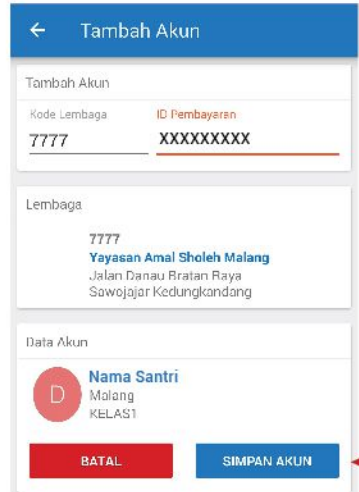 Tambah Akun
Tambah Akun
Kode Lembaga ID Pembayaran
7777 XXXXXXXXX
Lembaga
7777
Yayasan Amal Sholeh Malang
Jalan Danau Bratan Raya
Sawojajar Kedungkandang
Data Akun
D
Nama Santri
Malang
KELAS1
BATAL SIMPAN AKUN